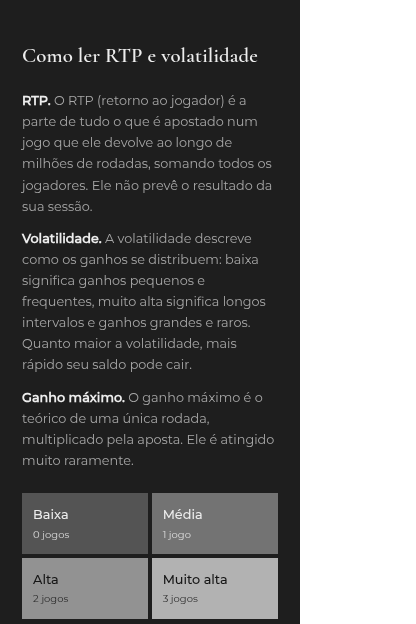 Como ler RTP e volatilidade
RTP. O RTP (retorno ao jogador) é a
parte de tudo o que é apostado num
jogo que ele devolve ao longo de
milhões de rodadas, somando todos os
jogadores. Ele não prevê o resultado da
sua sessão.
Volatilidade. A volatilidade descreve
como os ganhos se distribuem: baixa
significa ganhos pequenos e
frequentes, muito alta significa longos
intervalos e ganhos grandes e raros.
Quanto maior a volatilidade, mais
rápido seu saldo pode cair.
Ganho máximo. O ganho máximo é o
teórico de uma única rodada,
multiplicado pela aposta. Ele é atingido
muito raramente.
Baixa
0 jogos
Média
1 jogo
Alta
2 jogos
Muito alta
3 jogos